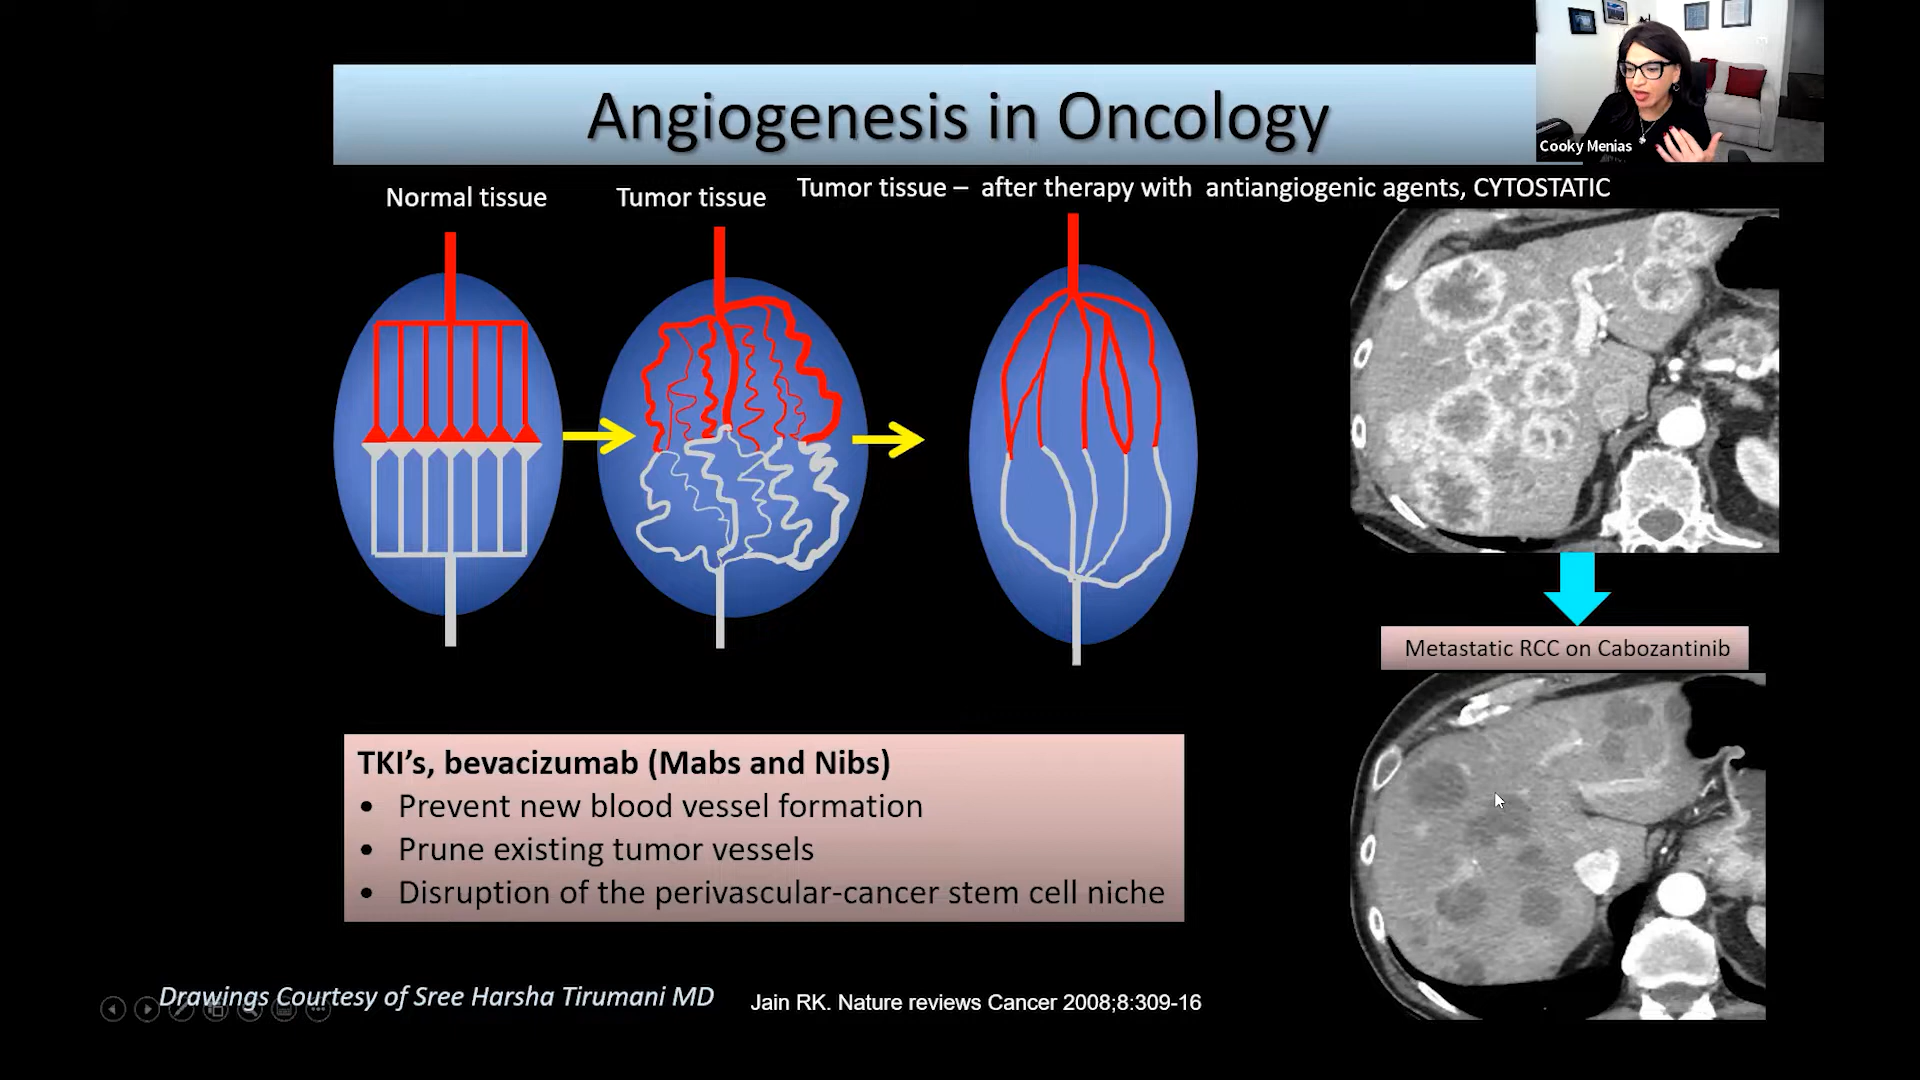 Angiogenesis in Oncology
Cooky Menias
Normal tissue
Tumor tissue
Tumor tissue – after therapy with antiangiogenic agents, CYTOSTATIC
Metastatic RCC on Cabozantinib
TKI's, bevacizumab (Mabs and Nibs)
• Prevent new blood vessel formation
• Prune existing tumor vessels
• Disruption of the perivascular-cancer stem cell niche
Drawings Courtesy of Sree Harsha Tirumani MD
Jain RK. Nature reviews Cancer 2008;8:309-16